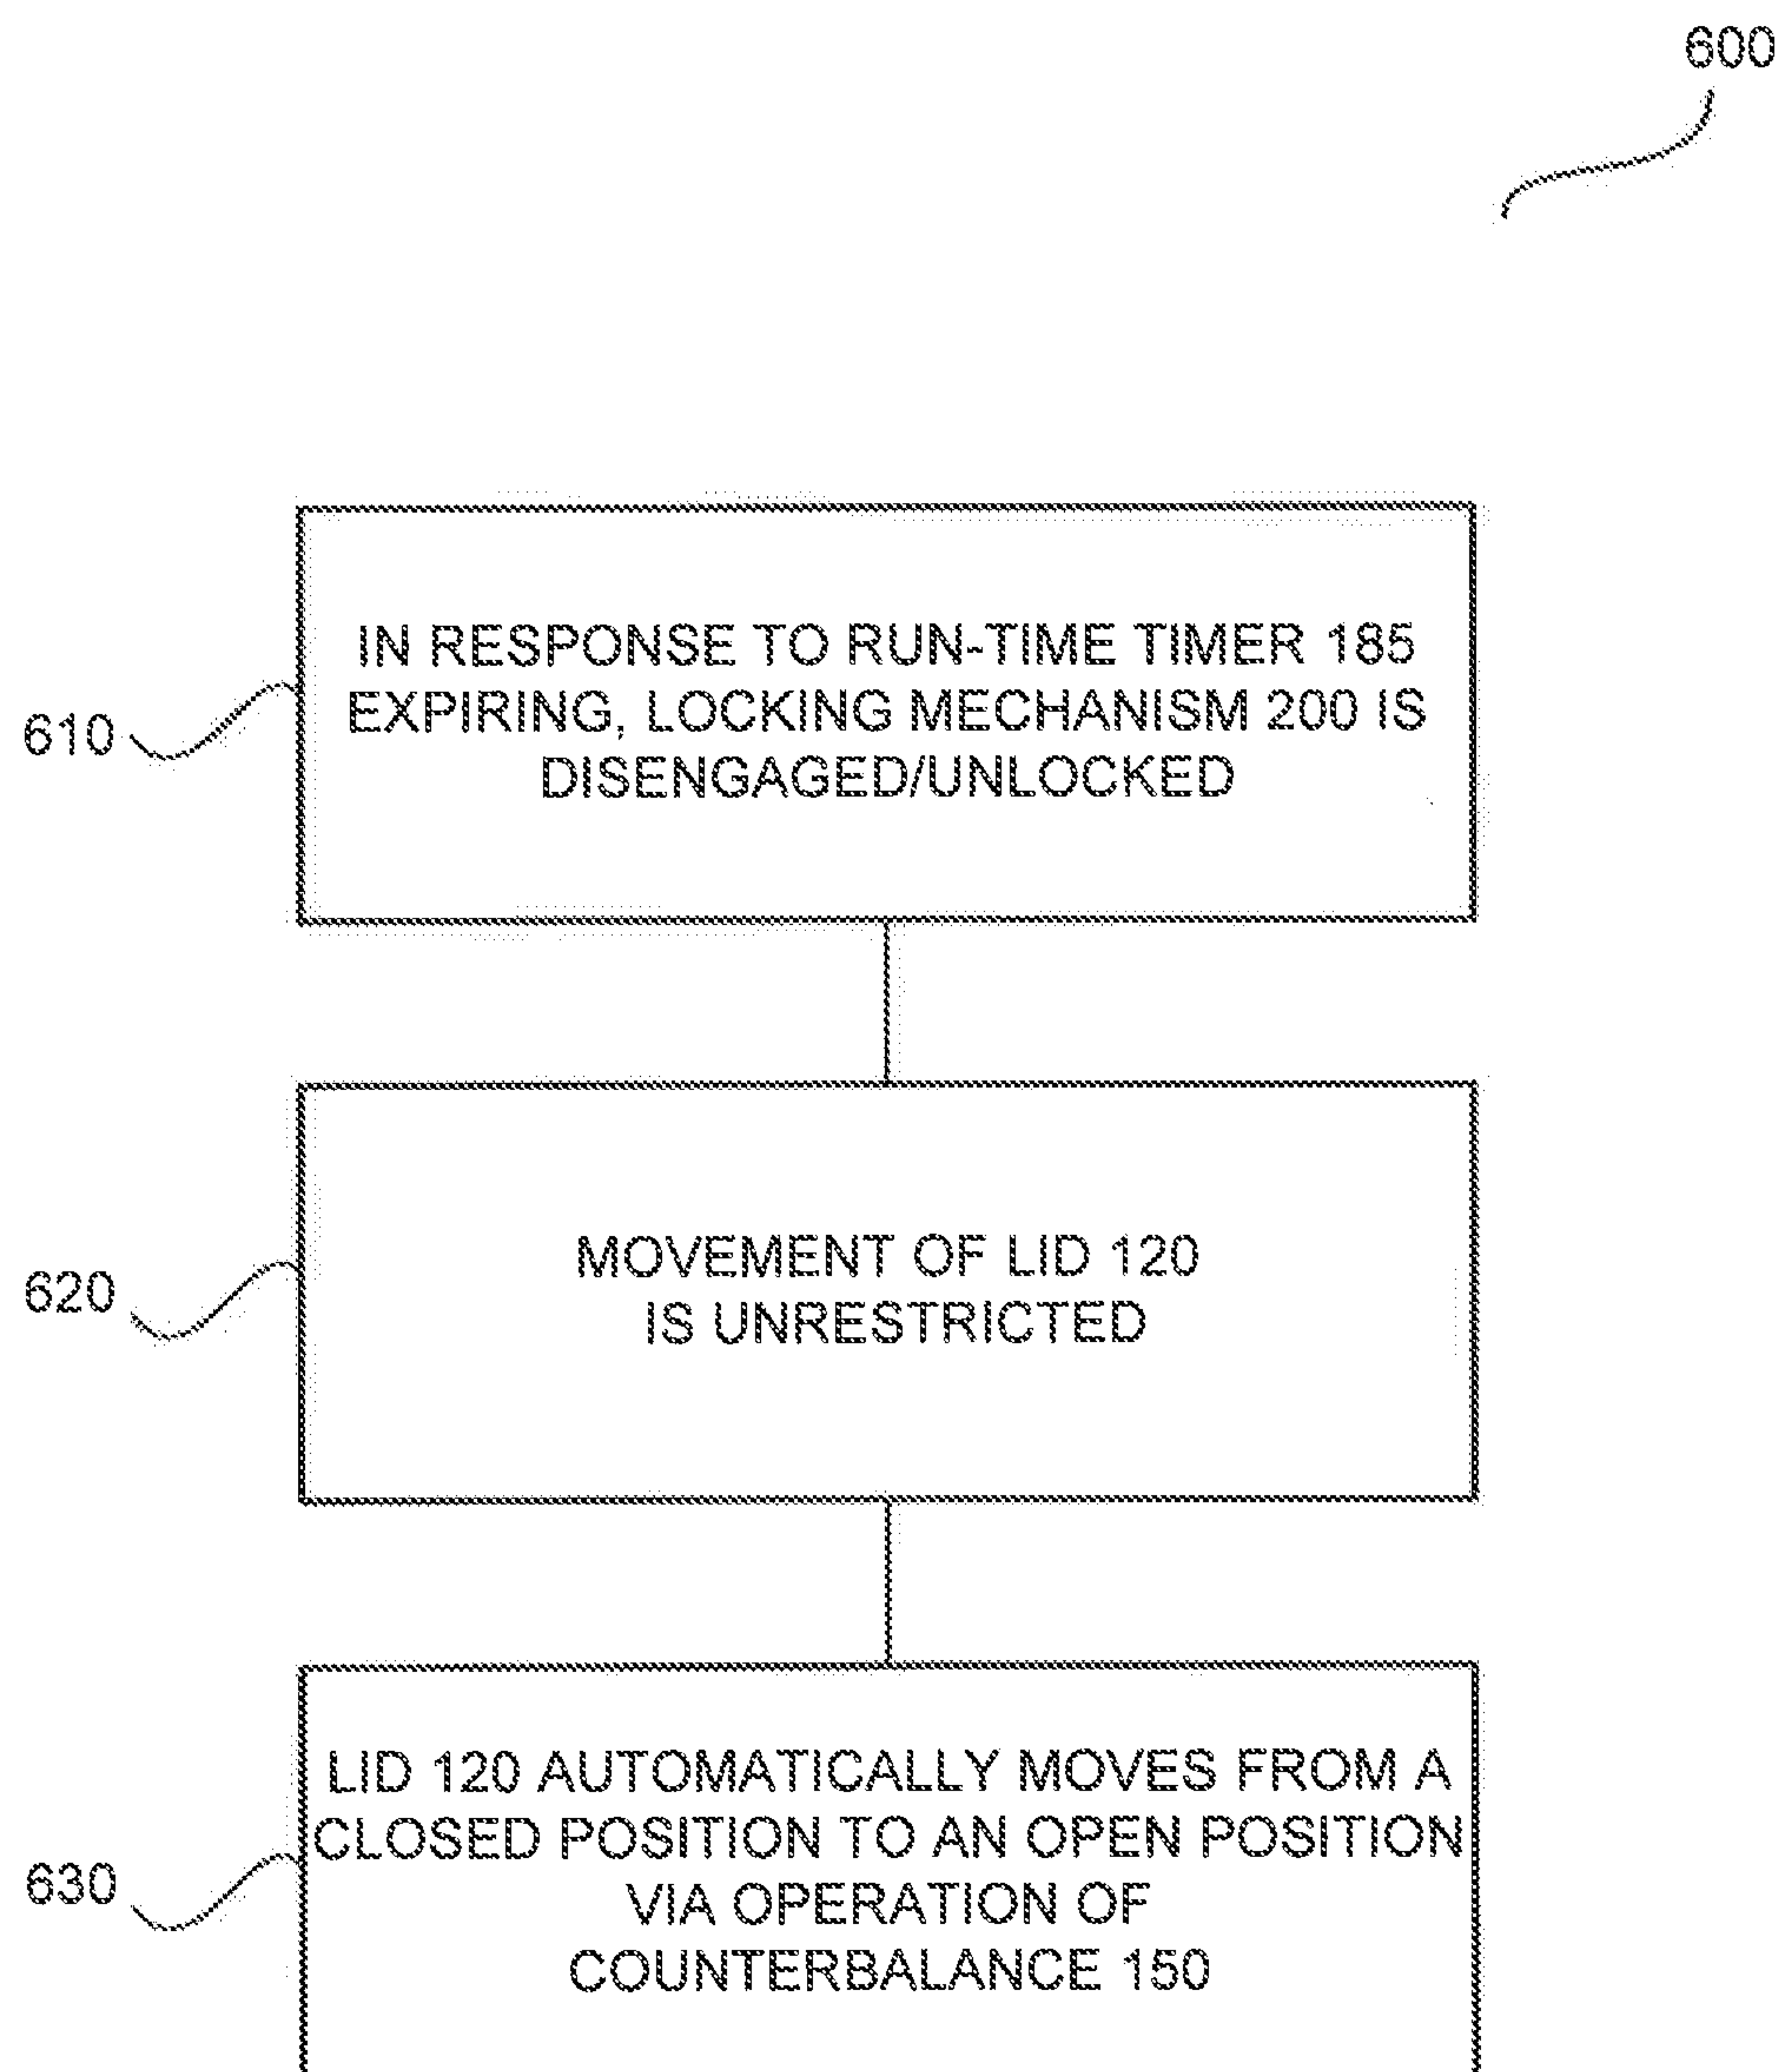 600
610
IN RESPONSE TO RUN-TIME TIMER 185
EXPIRING, LOCKING MECHANISM 200 IS
DISENGAGED/UNLOCKED
620
MOVEMENT OF LID 120
IS UNRESTRICTED
630
LID 120 AUTOMATICALLY MOVES FROM A
CLOSED POSITION TO AN OPEN POSITION
VIA OPERATION OF
COUNTERBALANCE 150